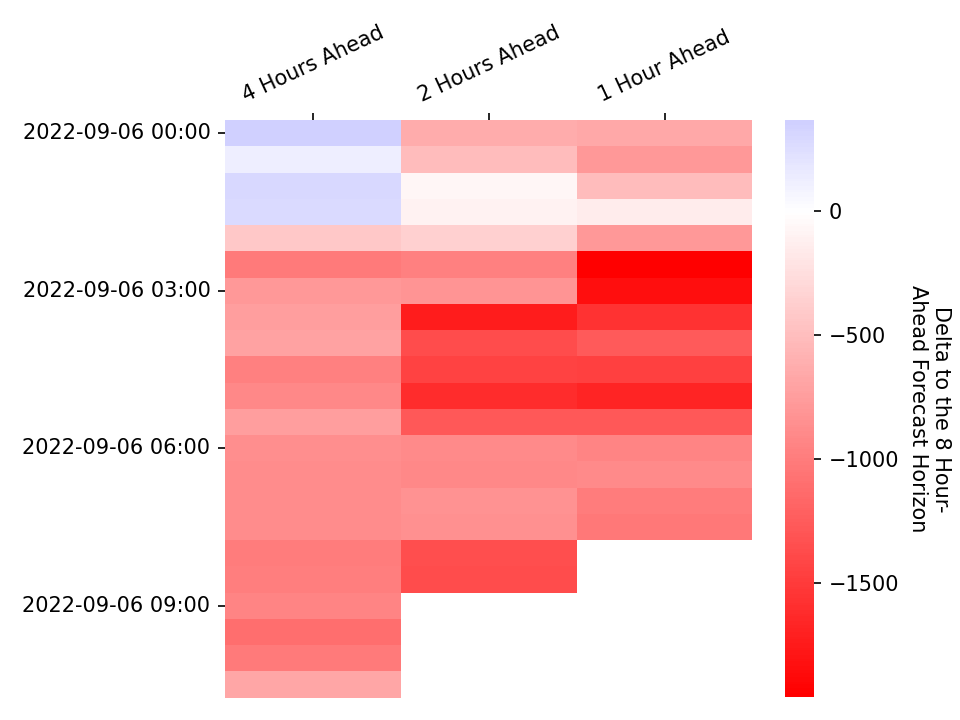 4 Hours Ahead
2 Hours Ahead
1 Hour Ahead
2022-09-06 00:00
2022-09-06 03:00
2022-09-06 06:00
2022-09-06 09:00
0
−500
−1000
−1500
Delta to the 8 Hour-
Ahead Forecast Horizon